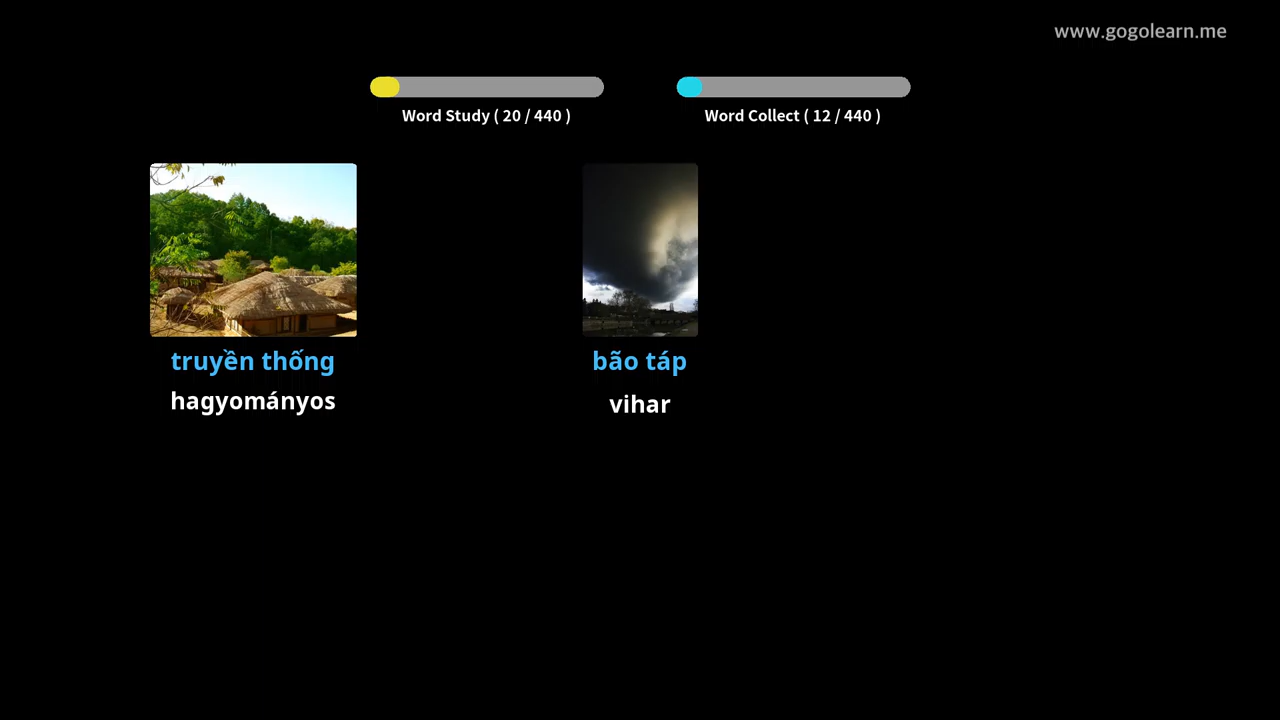 www.gogolearn.me
Word Study ( 20 / 440 )
Word Collect ( 12 / 440 )
truyền thống
hagyományos
bão táp
vihar